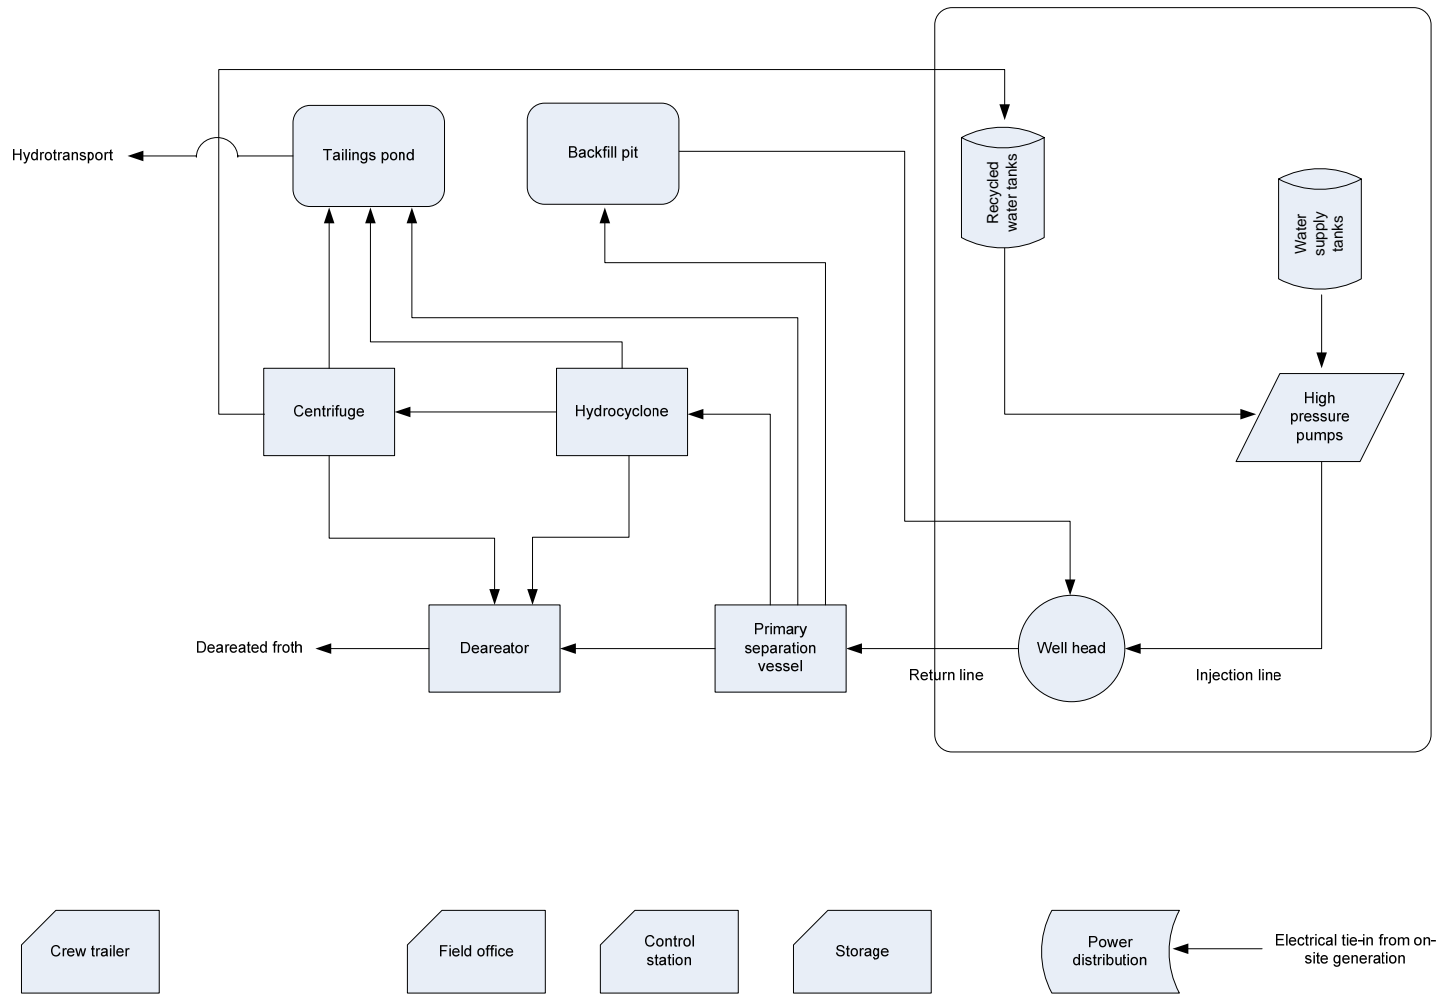 Hydrotransport
Tailings pond
Backfill pit
Recycled
water tanks
Water
supply
tanks
Centrifuge
Hydrocyclone
High
pressure
pumps
Deareated froth
Deareator
Primary
separation
vessel
Return line
Well head
Injection line
Crew trailer
Field office
Control
station
Storage
Power
distribution
Electrical tie-in from on-
site generation